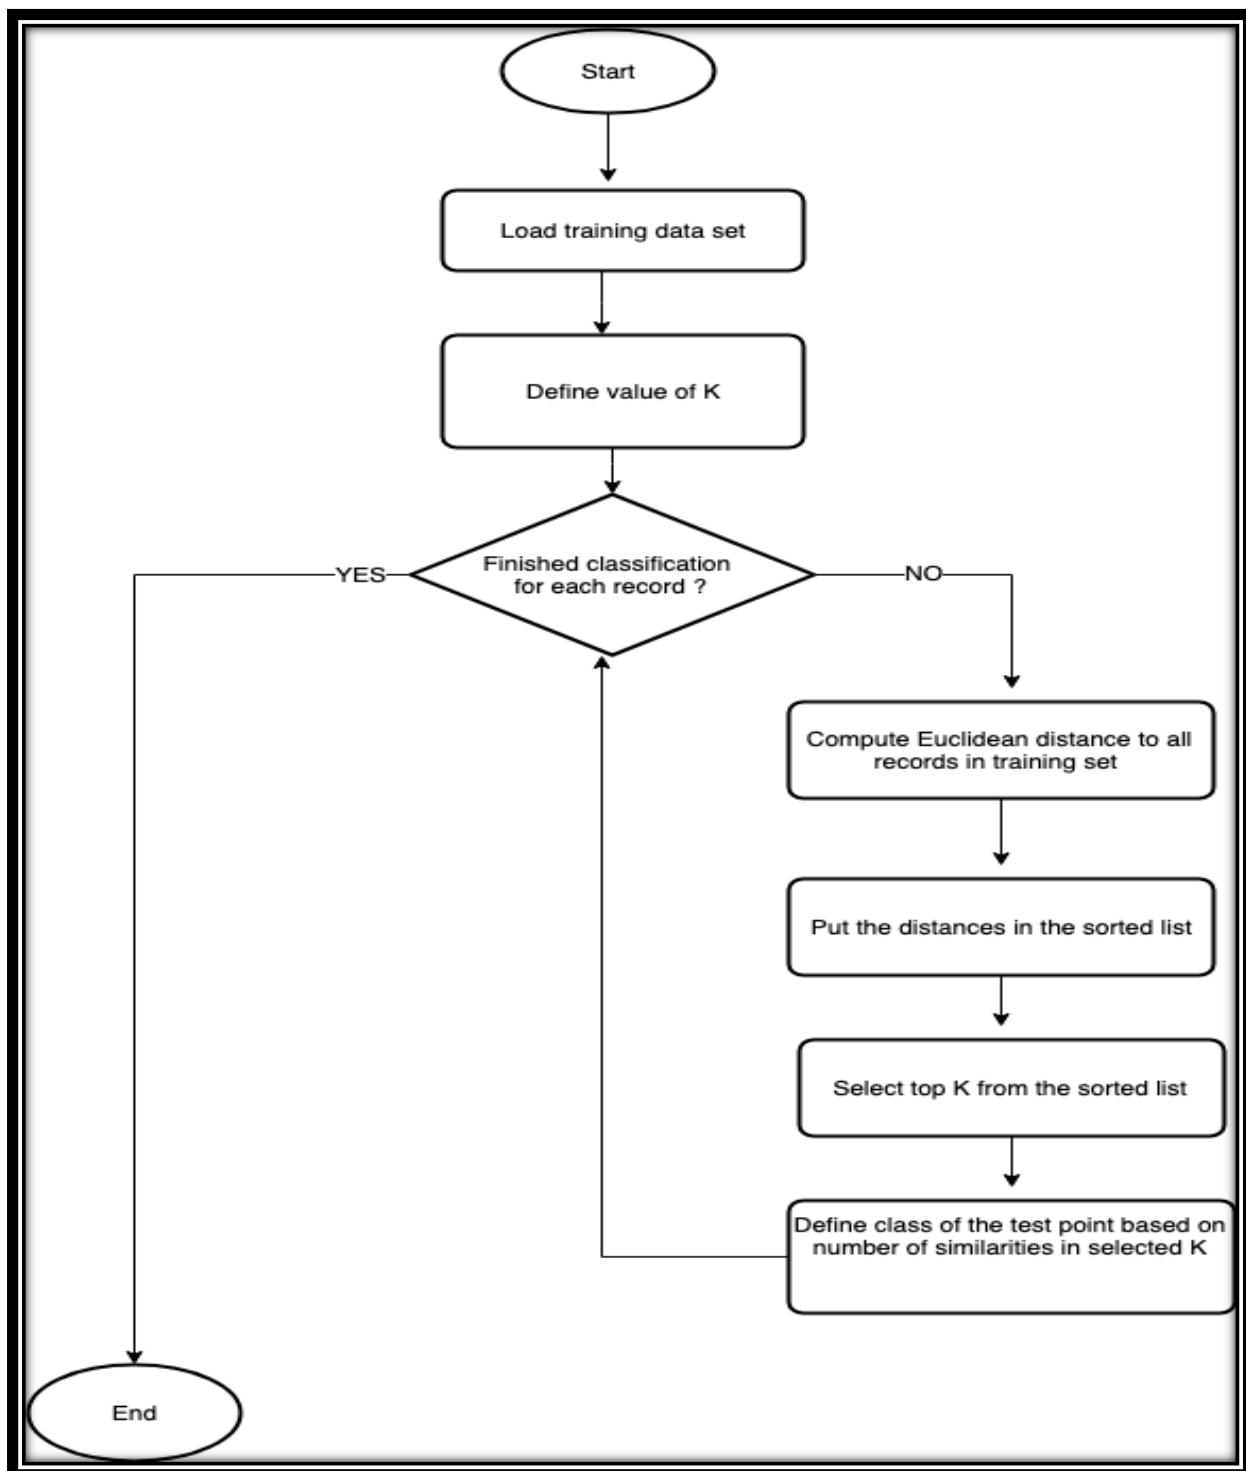 Start
Load training data set
Define value of K
Finished classification
for each record ?
YES
NO
Compute Euclidean distance to all
records in training set
Put the distances in the sorted list
Select top K from the sorted list
Define class of the test point based on
number of similarities in selected K
End